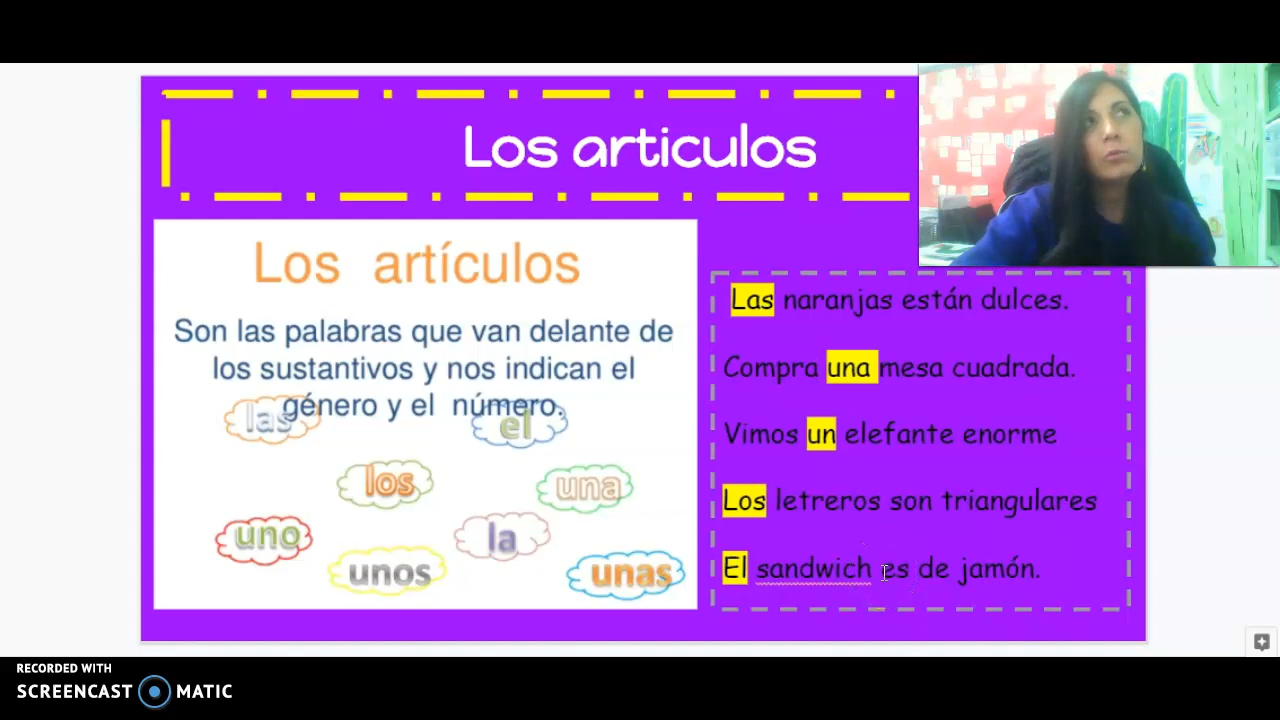 Los articulos
Los artículos
Son las palabras que van delante de
los sustantivos y nos indican el
género y el número.
las
el
los
una
uno
la
unos
unas
Las naranjas están dulces.
Compra una mesa cuadrada.
Vimos un elefante enorme
Los letreros son triangulares
El sandwich es de jamón.
RECORDED WITH
SCREENCAST MATIC